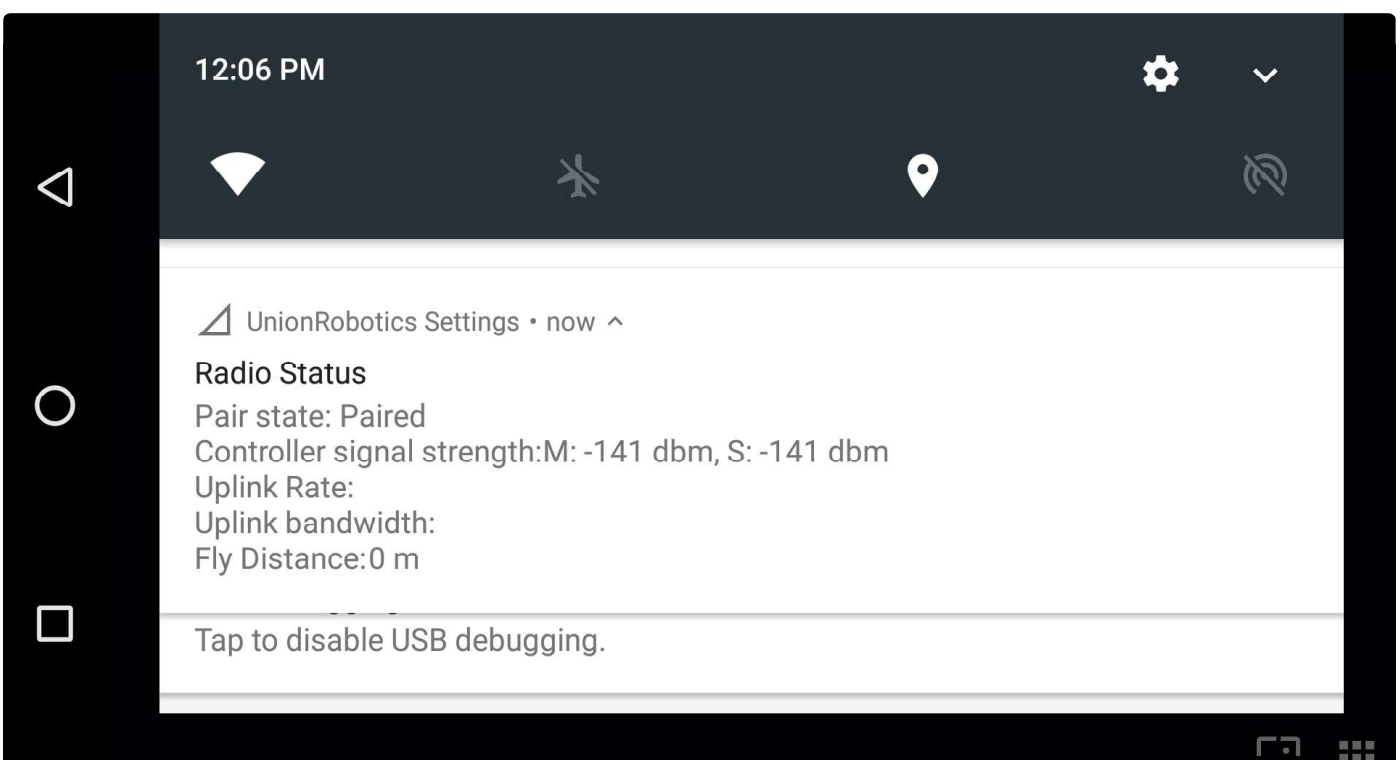 12:06 PM
UnionRobotics Settings • now
Radio Status
Pair state: Paired
Controller signal strength:M: -141 dbm, S: -141 dbm
Uplink Rate:
Uplink bandwidth:
Fly Distance:0 m
Tap to disable USB debugging.